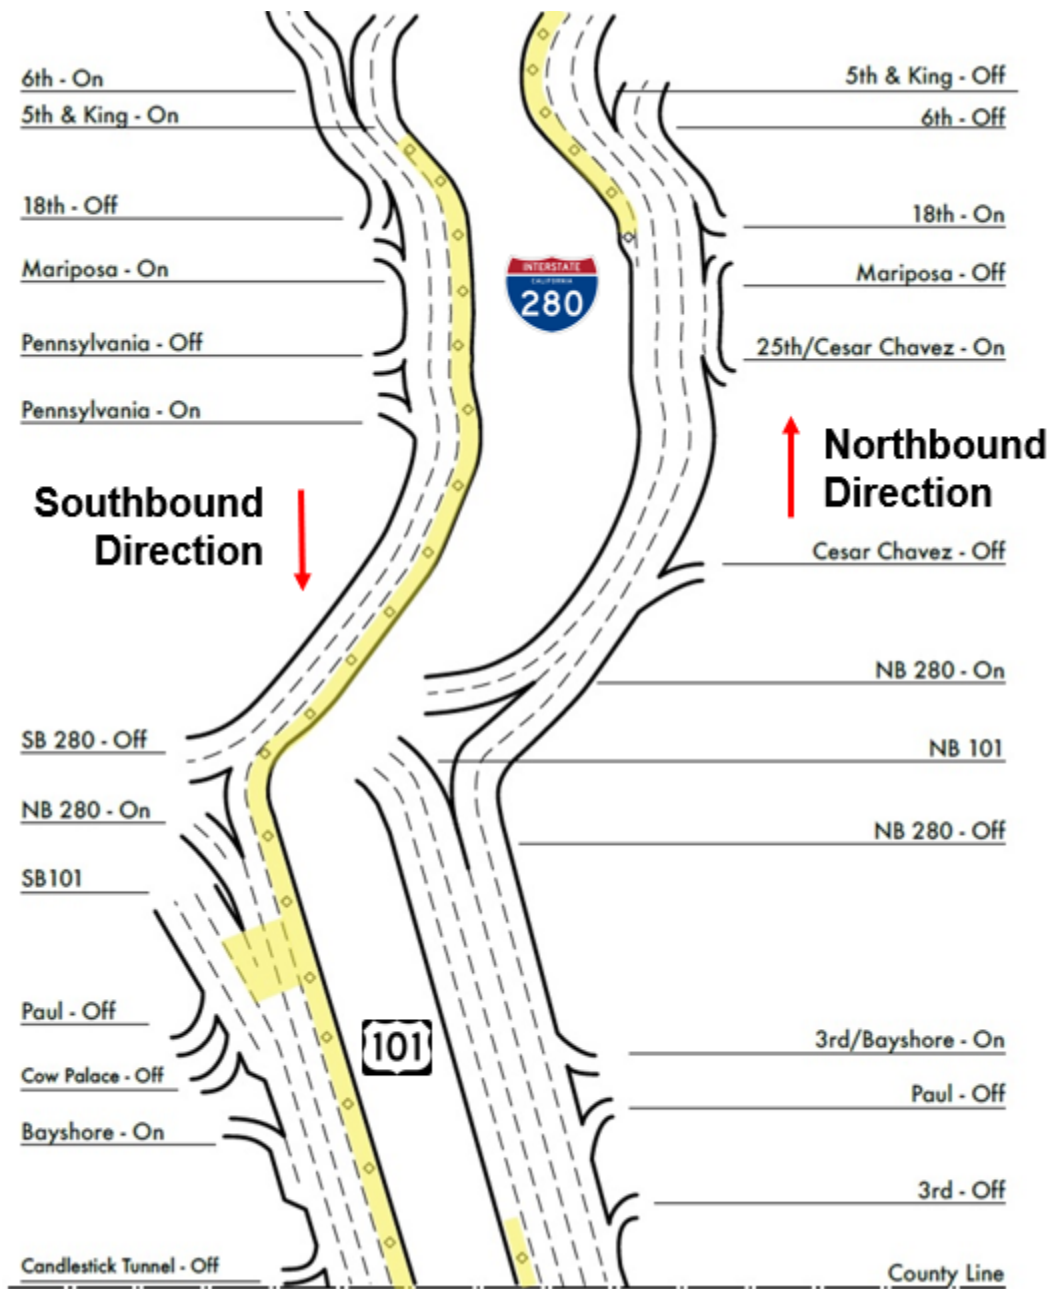 6th - On
5th & King - On
18th - Off
Mariposa - On
Pennsylvania - Off
Pennsylvania - On
Southbound
Direction
SB 280 - Off
NB 280 - On
SB101
Paul - Off
Cow Palace - Off
Bayshore - On
Candlestick Tunnel - Off
INTERSTATE
CALIFORNIA
280
101
5th & King - Off
6th - Off
18th - On
Mariposa - Off
25th/Cesar Chavez - On
Northbound
Direction
Cesar Chavez - Off
NB 280 - On
NB 101
NB 280 - Off
3rd/Bayshore - On
Paul - Off
3rd - Off
County Line